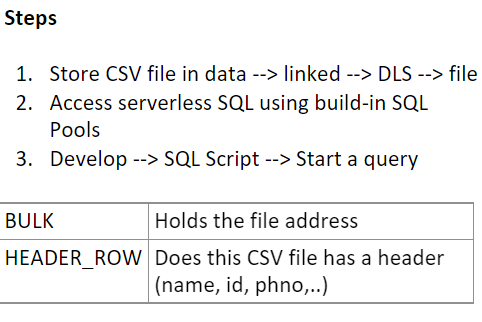 Steps
1. Store CSV file in data --> linked --> DLS --> file
2. Access serverless SQL using build-in SQL
Pools
3. Develop --> SQL Script --> Start a query
BULK Holds the file address
HEADER_ROW Does this CSV file has a header
(name, id, phno,..)